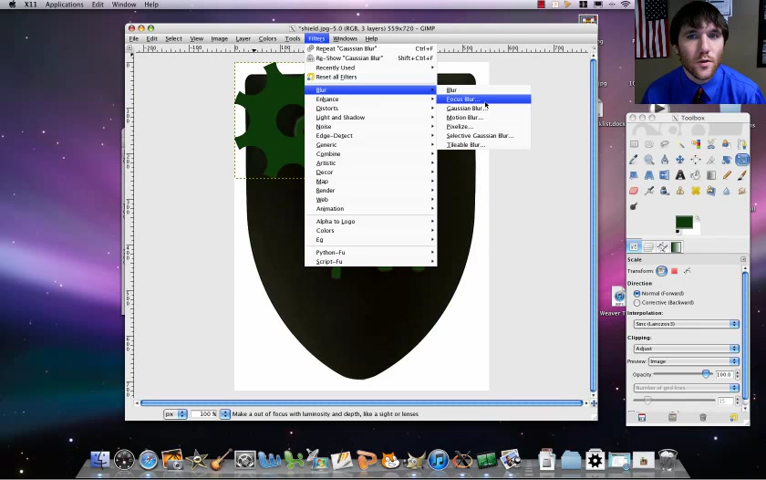 X11 Applications Edit Window Help
*shield.jpg-5.0 (RGB, 3 layers) 559x720 – GIMP
File Edit Select View Image Layer Colors Tools Filters Windows Help
Repeat "Gaussian Blur" Ctrl+F
Re-Show "Gaussian Blur" Shift+Ctrl+F
Recently Used
Reset all Filters
Blur
Enhance
Distorts
Light and Shadow
Noise
Edge-Detect
Generic
Combine
Artistic
Decor
Map
Render
Web
Animation
Alpha to Logo
Colors
Eg
Python-Fu
Script-Fu
Blur
Focus Blur...
Gaussian Blur...
Motion Blur...
Pixelize...
Selective Gaussian Blur...
Tileable Blur...
px 100 % Make a out of focus with luminosity and depth, like a sight or lenses
Toolbox
Scale
Transform:
Direction
Normal (Forward)
Corrective (Backward)
Interpolation:
Sinc (Lanczos3)
Clipping:
Adjust
Preview: Image
Opacity: 100.0
Number of grid lines
15
Weaver